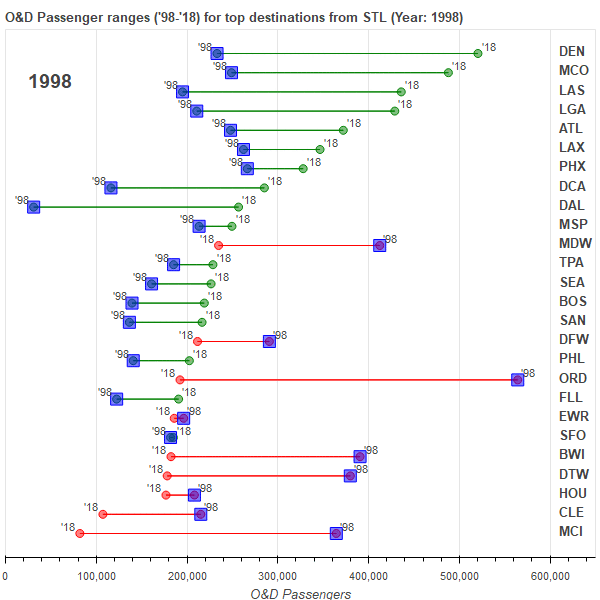 O&D Passenger ranges ('98-'18) for top destinations from STL (Year: 1998)
1998
'98 '18 DEN
'98 '18 MCO
'98 '18 LAS
'98 '18 LGA
'98 '18 ATL
'98 '18 LAX
'98 '18 PHX
'98 '18 DCA
'98 '18 DAL
'98 '18 MSP
'18 '98 MDW
'98 '18 TPA
'98 '18 SEA
'98 '18 BOS
'98 '18 SAN
'18 '98 DFW
'98 '18 PHL
'18 '98 ORD
'98 '18 FLL
'18 '98 EWR
'98 '18 SFO
'18 '98 BWI
'18 '98 DTW
'18 '98 HOU
'18 '98 CLE
'18 '98 MCI
0 100,000 200,000 300,000 400,000 500,000 600,000
O&D Passengers